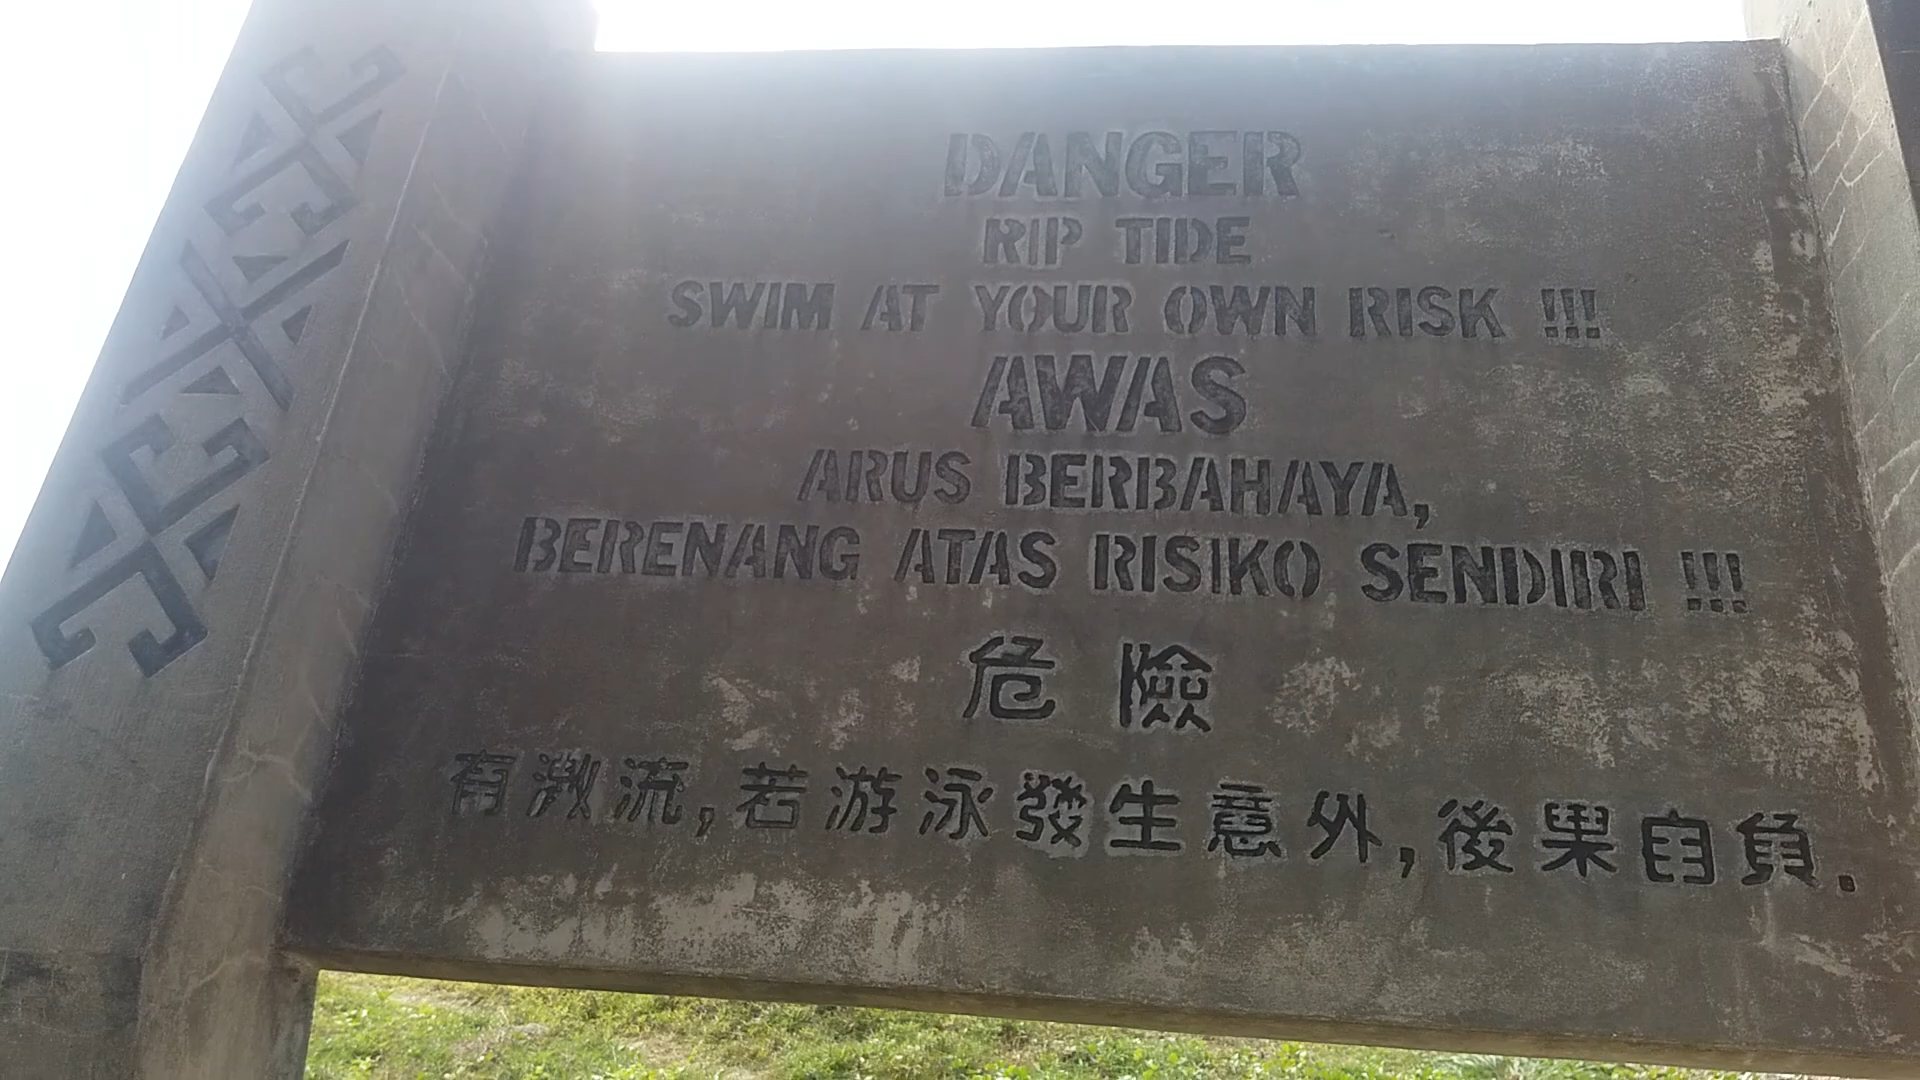 DANGER
RIP TIDE
SWIM AT YOUR OWN RISK !!!
AWAS
ARUS BERBAHAYA,
BERENANG ATAS RISIKO SENDIRI !!!
危險
有激流,若游泳發生意外,後果自負.